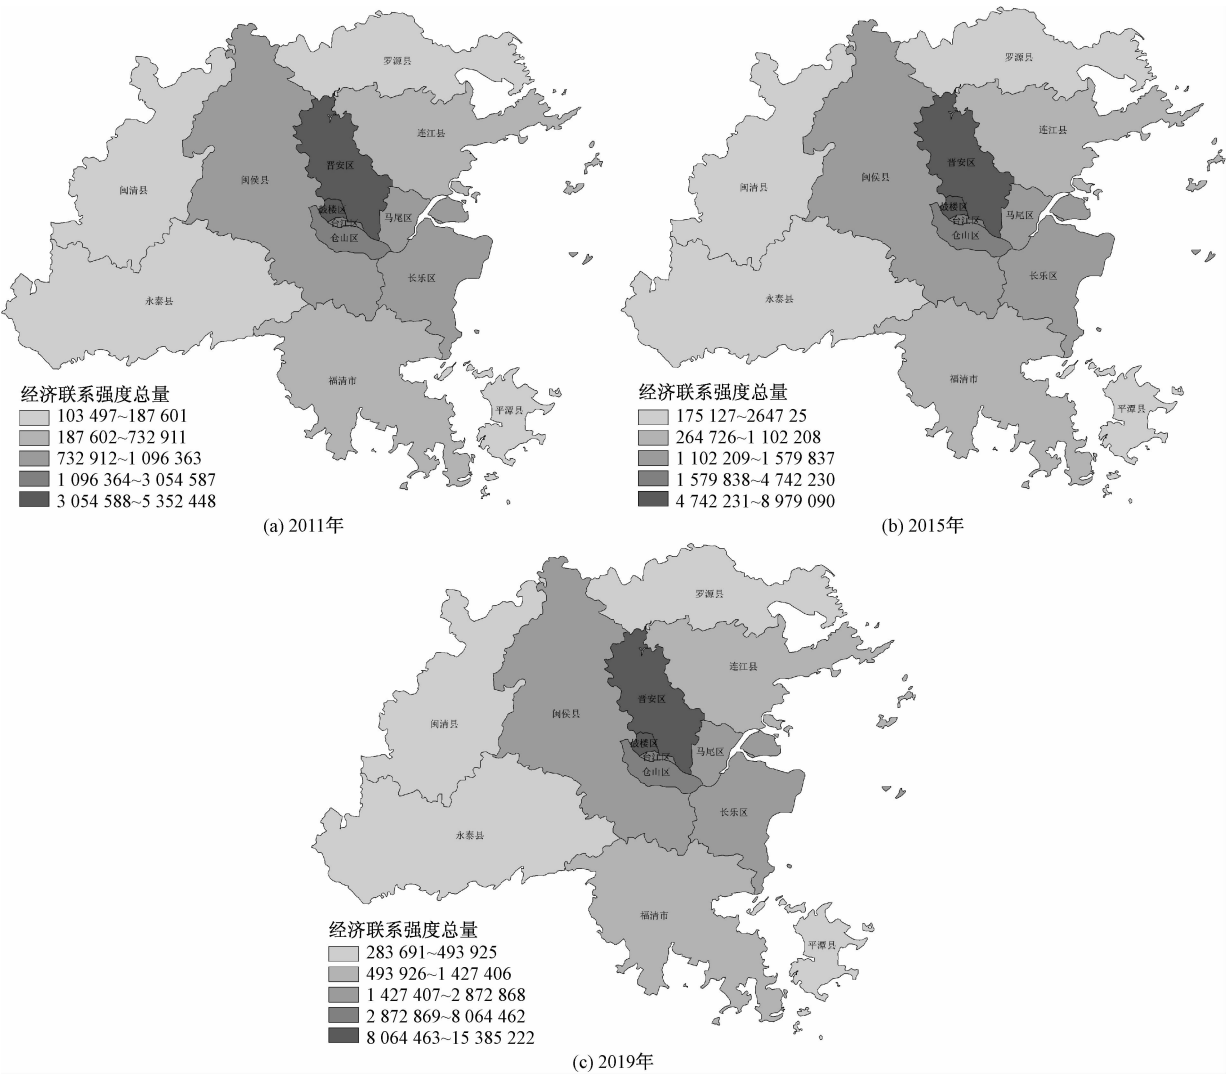 罗源县
连江县
晋安区
闽侯县
闽清县
鼓楼区
马尾区
台江区
仓山区
长乐区
永泰县
福清市
平潭县
经济联系强度总量
103 497~187 601
187 602~732 911
732 912~1 096 363
1 096 364~3 054 587
3 054 588~5 352 448
(a) 2011年
罗源县
连江县
晋安区
闽侯县
闽清县
鼓楼区
马尾区
台江区
仓山区
长乐区
永泰县
福清市
平潭县
经济联系强度总量
175 127~2647 25
264 726~1 102 208
1 102 209~1 579 837
1 579 838~4 742 230
4 742 231~8 979 090
(b) 2015年
罗源县
连江县
晋安区
闽侯县
闽清县
鼓楼区
马尾区
台江区
仓山区
长乐区
永泰县
福清市
平潭县
经济联系强度总量
283 691~493 925
493 926~1 427 406
1 427 407~2 872 868
2 872 869~8 064 462
8 064 463~15 385 222
(c) 2019年